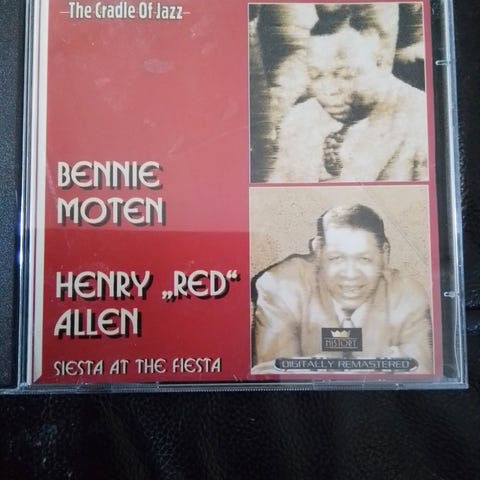 –The Cradle Of Jazz–
BENNIE
MOTEN
HENRY „RED“
ALLEN
SIESTA AT THE FIESTA
HISTORY
DIGITALLY REMASTERED